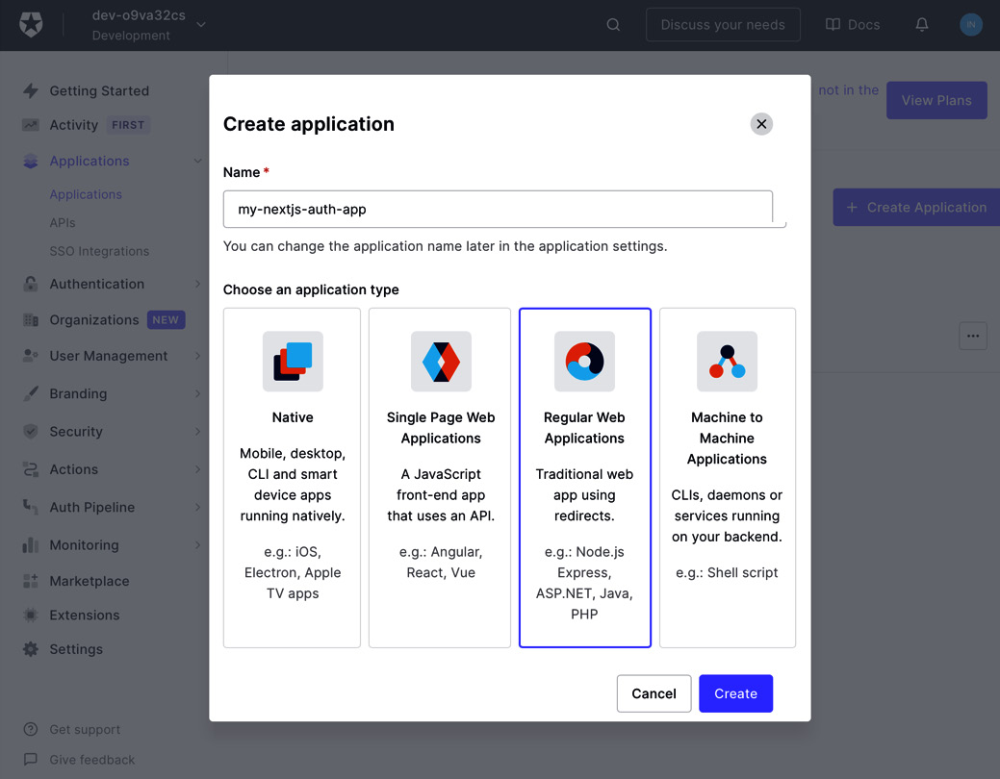 dev-o9va32cs
Development
Discuss your needs
Docs
IN
Getting Started
Activity FIRST
Applications
Applications
APIs
SSO Integrations
Authentication
Organizations NEW
User Management
Branding
Security
Actions
Auth Pipeline
Monitoring
Marketplace
Extensions
Settings
Get support
Give feedback
not in the
View Plans
+ Create Application
Create application
Name *
my-nextjs-auth-app
You can change the application name later in the application settings.
Choose an application type
Native
Mobile, desktop,
CLI and smart
device apps
running natively.
e.g.: iOS,
Electron, Apple
TV apps
Single Page Web
Applications
A JavaScript
front-end app
that uses an API.
e.g.: Angular,
React, Vue
Regular Web
Applications
Traditional web
app using
redirects.
e.g.: Node.js
Express,
ASP.NET, Java,
PHP
Machine to
Machine
Applications
CLIs, daemons or
services running
on your backend.
e.g.: Shell script
Cancel
Create